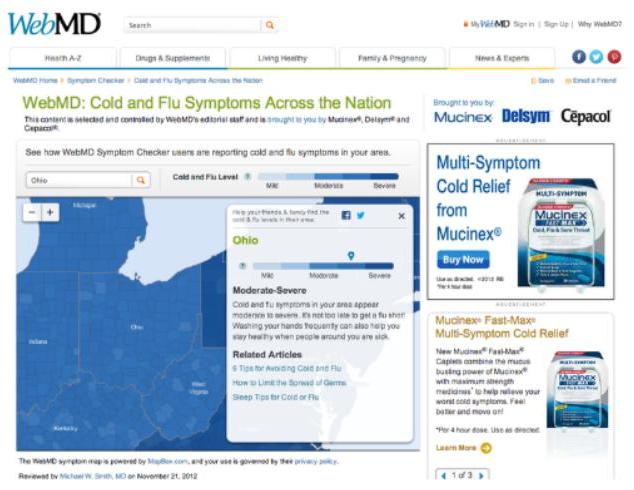 WebMD
Search
My WebMD Sign In | Sign Up | Why WebMD?
Health A-Z
Drugs & Supplements
Living Healthy
Family & Pregnancy
News & Experts
WebMD Home
Symptom Checker
Cold and Flu Symptoms Across the Nation
Save
Email a Friend
WebMD: Cold and Flu Symptoms Across the Nation
This content is selected and controlled by WebMD's editorial staff and is brought to you by Mucinex®, Delsym® and
Cepacol®.
See how WebMD Symptom Checker users are reporting cold and flu symptoms in your area.
Ohio
Cold and Flu Level
Mild
Moderate
Severe
Michigan
Ohio
Indiana
West
Virginia
Kentucky
Help your friends & family find the
cold & flu levels in their area.
Ohio
Mild
Moderate
Severe
Moderate-Severe
Cold and flu symptoms in your area appear
moderate to severe. It's not too late to get a flu shot!
Washing your hands frequently can also help you
stay healthy when people around you are sick.
Related Articles
6 Tips for Avoiding Cold and Flu
How to Limit the Spread of Germs
Sleep Tips for Cold or Flu
The WebMD symptom map is powered by MapBox.com, and your use is governed by their privacy policy.
Reviewed by Michael W. Smith, MD on November 21, 2012
Brought to you by:
Mucinex Delsym Cēpacol
ADVERTISEMENT
Multi-Symptom
Cold Relief
from
Mucinex®
Buy Now
Use as directed. ©2012 RB
*Per 4 hour dose
MULTI-SYMPTOM
Mucinex
FAST-MAX
Cold, Flu & Sore Throat
ADVERTISEMENT
Mucinex® Fast-Max®
Multi-Symptom Cold Relief
New Mucinex® Fast-Max®
Caplets combine the mucus
busting power of Mucinex®
with maximum strength
medicines* to help relieve your
worst cold symptoms. Feel
better and move on!
MULTI-SYMPTOM
Mucinex
FAST-MAX
Cold, Flu & Sore Throat
*Per 4 hour dose. Use as directed.
Learn More
1 of 3